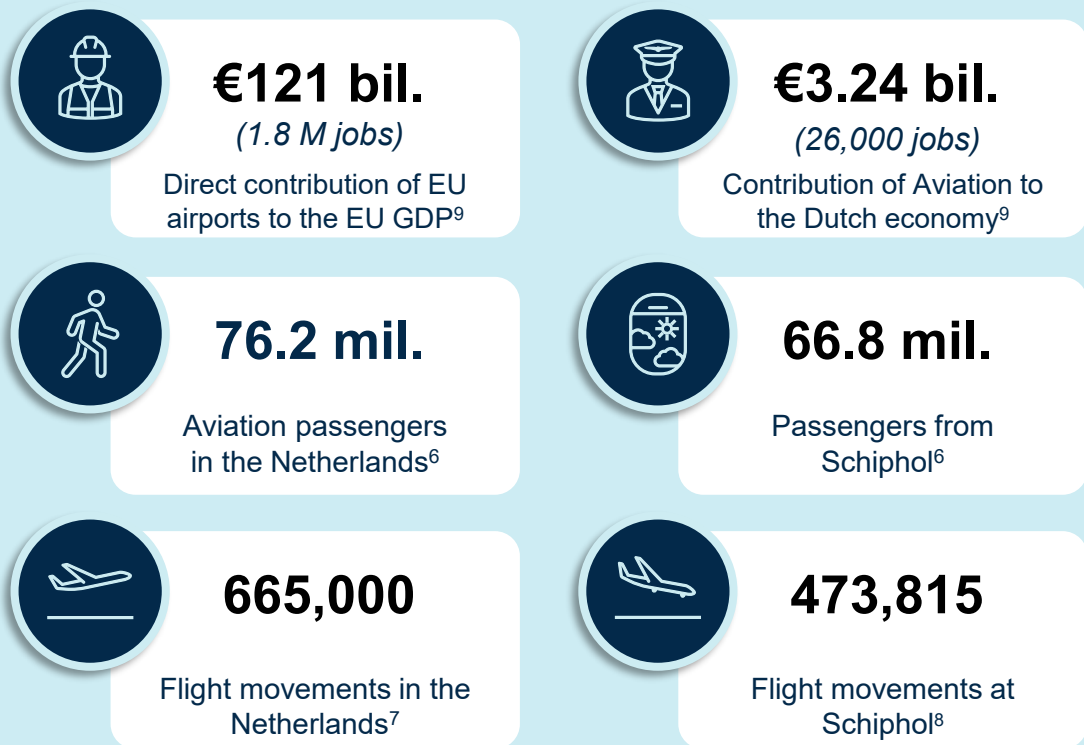 €121 bil.
(1.8 M jobs)
Direct contribution of EU
airports to the EU GDP⁹
€3.24 bil.
(26,000 jobs)
Contribution of Aviation to
the Dutch economy⁹
76.2 mil.
Aviation passengers
in the Netherlands⁶
66.8 mil.
Passengers from
Schiphol⁶
665,000
Flight movements in the
Netherlands⁷
473,815
Flight movements at
Schiphol⁸